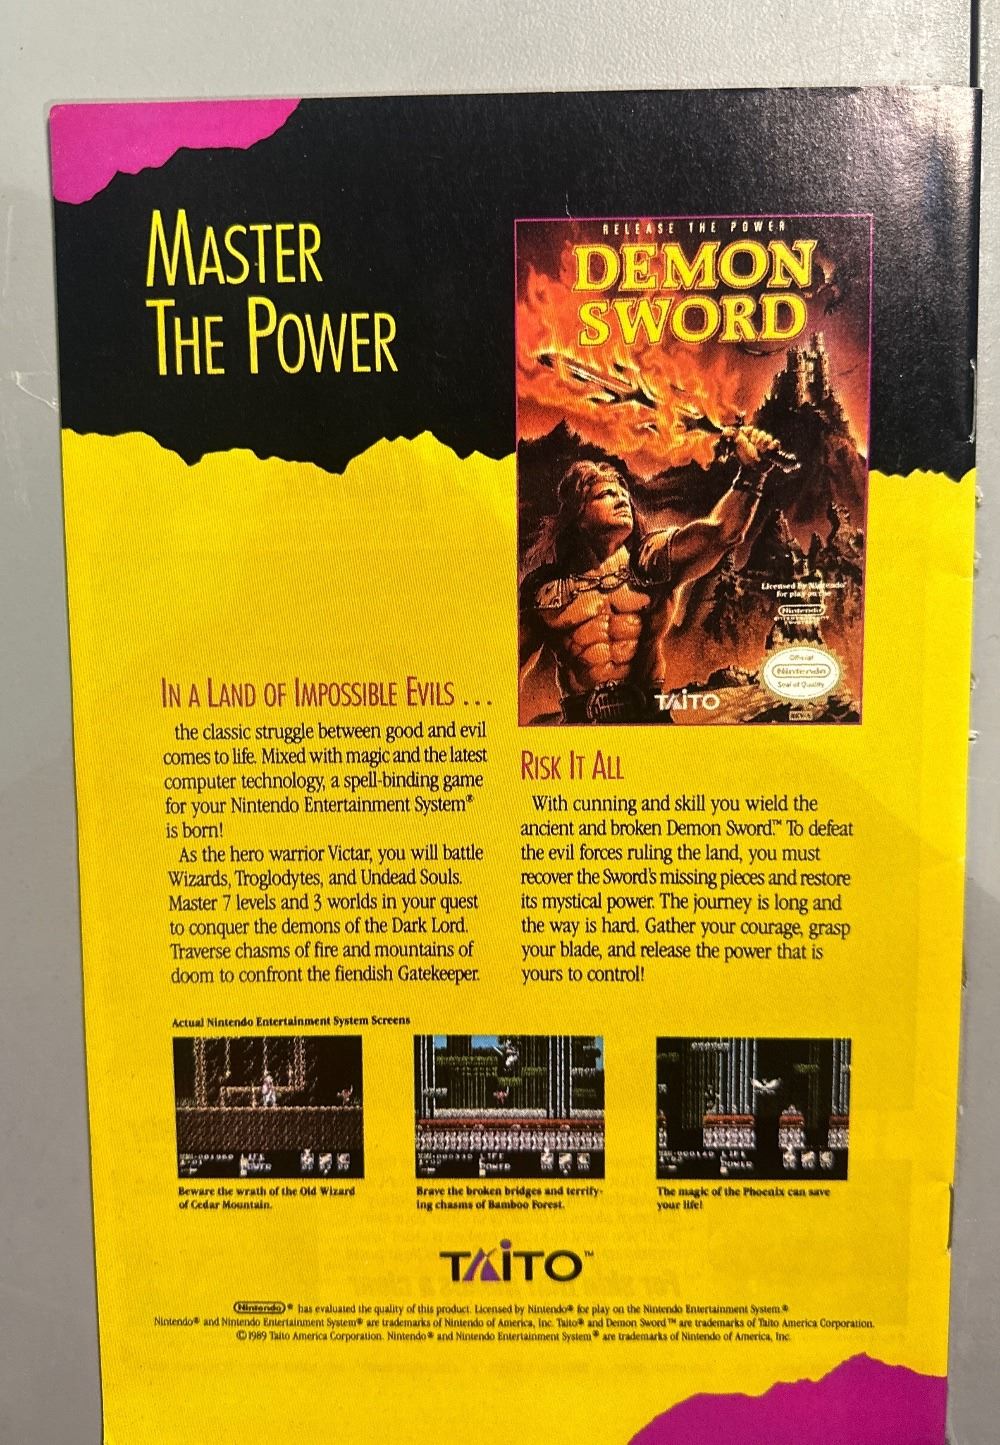 MASTER
THE POWER
RELEASE THE POWER
DEMON
SWORD™
Licensed by Nintendo®
for play on the
Nintendo
ENTERTAINMENT
SYSTEM
Official
Nintendo
Seal of Quality
TAITO
IN A LAND OF IMPOSSIBLE EVILS ...
the classic struggle between good and evil
comes to life. Mixed with magic and the latest
computer technology, a spell-binding game
for your Nintendo Entertainment System®
is born!
As the hero warrior Victar, you will battle
Wizards, Troglodytes, and Undead Souls.
Master 7 levels and 3 worlds in your quest
to conquer the demons of the Dark Lord.
Traverse chasms of fire and mountains of
doom to confront the fiendish Gatekeeper.
RISK IT ALL
With cunning and skill you wield the
ancient and broken Demon Sword.™ To defeat
the evil forces ruling the land, you must
recover the Sword's missing pieces and restore
its mystical power. The journey is long and
the way is hard. Gather your courage, grasp
your blade, and release the power that is
yours to control!
Actual Nintendo Entertainment System Screens
LIFE
POWER
LIFE
POWER
LIFE
POWER
Beware the wrath of the Old Wizard
of Cedar Mountain.
Brave the broken bridges and terrify-
ing chasms of Bamboo Forest.
The magic of the Phoenix can save
your life!
TAITO™
Nintendo® has evaluated the quality of this product. Licensed by Nintendo® for play on the Nintendo Entertainment System.®
Nintendo® and Nintendo Entertainment System® are trademarks of Nintendo of America, Inc. Taito® and Demon Sword™ are trademarks of Taito America Corporation.
©1989 Taito America Corporation. Nintendo® and Nintendo Entertainment System® are trademarks of Nintendo of America, Inc.